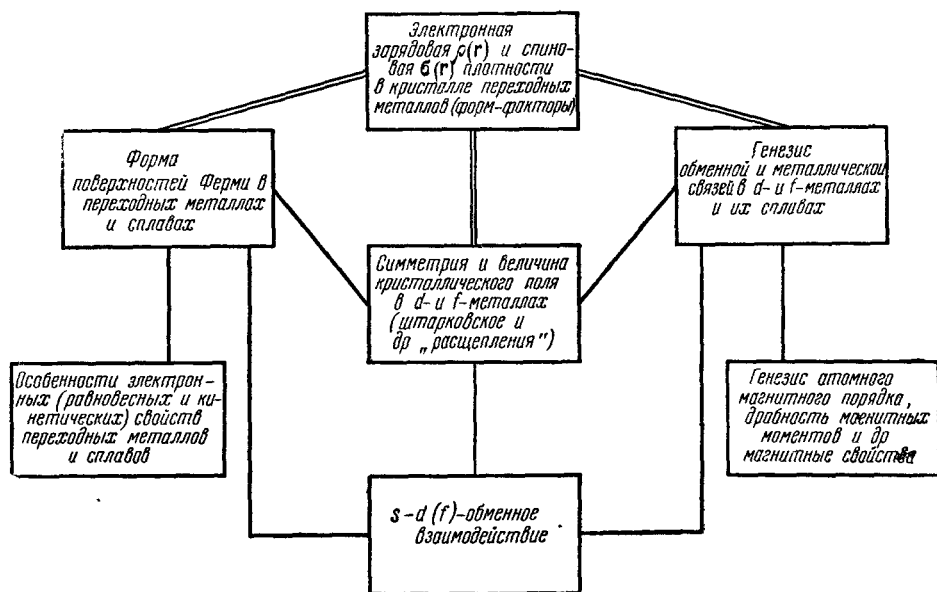 Электронная
зарядовая ρ(r) и спино-
вая σ(r) плотности
в кристалле переходных
металлов (форм-факторы)
Форма
поверхностей Ферми в
переходных металлах
и сплавах
Генезис
обменной и металлической
связей в d- и f-металлах
и их сплавах
Симметрия и величина
кристаллического поля
в d- и f-металлах
(штарковское и
др „расщепления")
Особенности электрон-
ных (равновесных и ки-
нетических) свойств
переходных металлов
и сплавов
Генезис атомного
магнитного порядка,
дробность магнитных
моментов и др
магнитные свойства
s–d (f)-обменное
взаимодействие